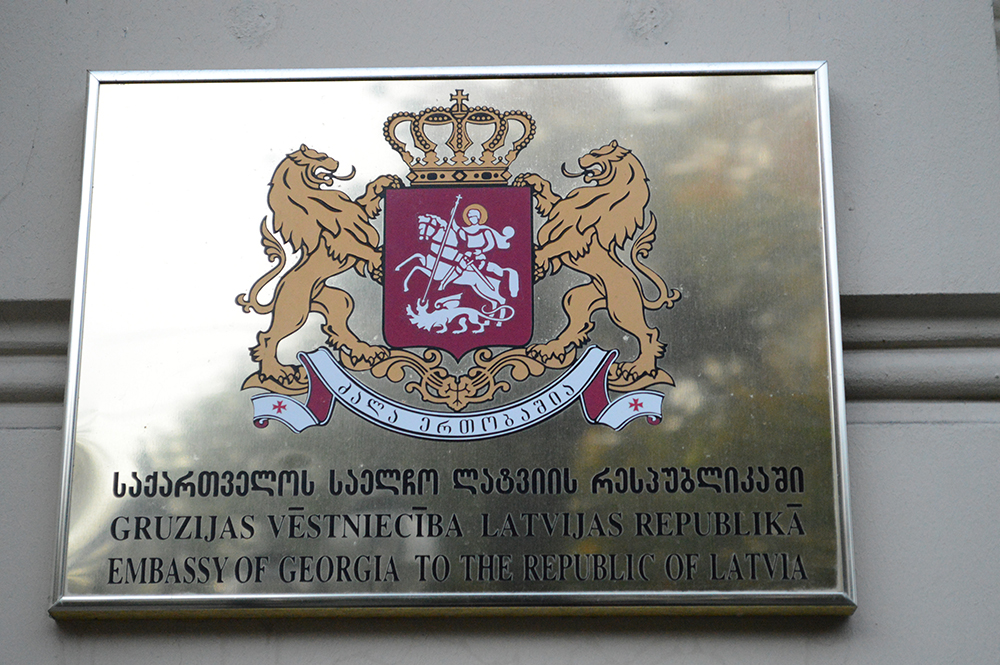 ძალა ერთობაშია
საქართველოს საელჩო ლატვიის რესპუბლიკაში
GRUZIJAS VĒSTNIECĪBA LATVIJAS REPUBLIKĀ
EMBASSY OF GEORGIA TO THE REPUBLIC OF LATVIA